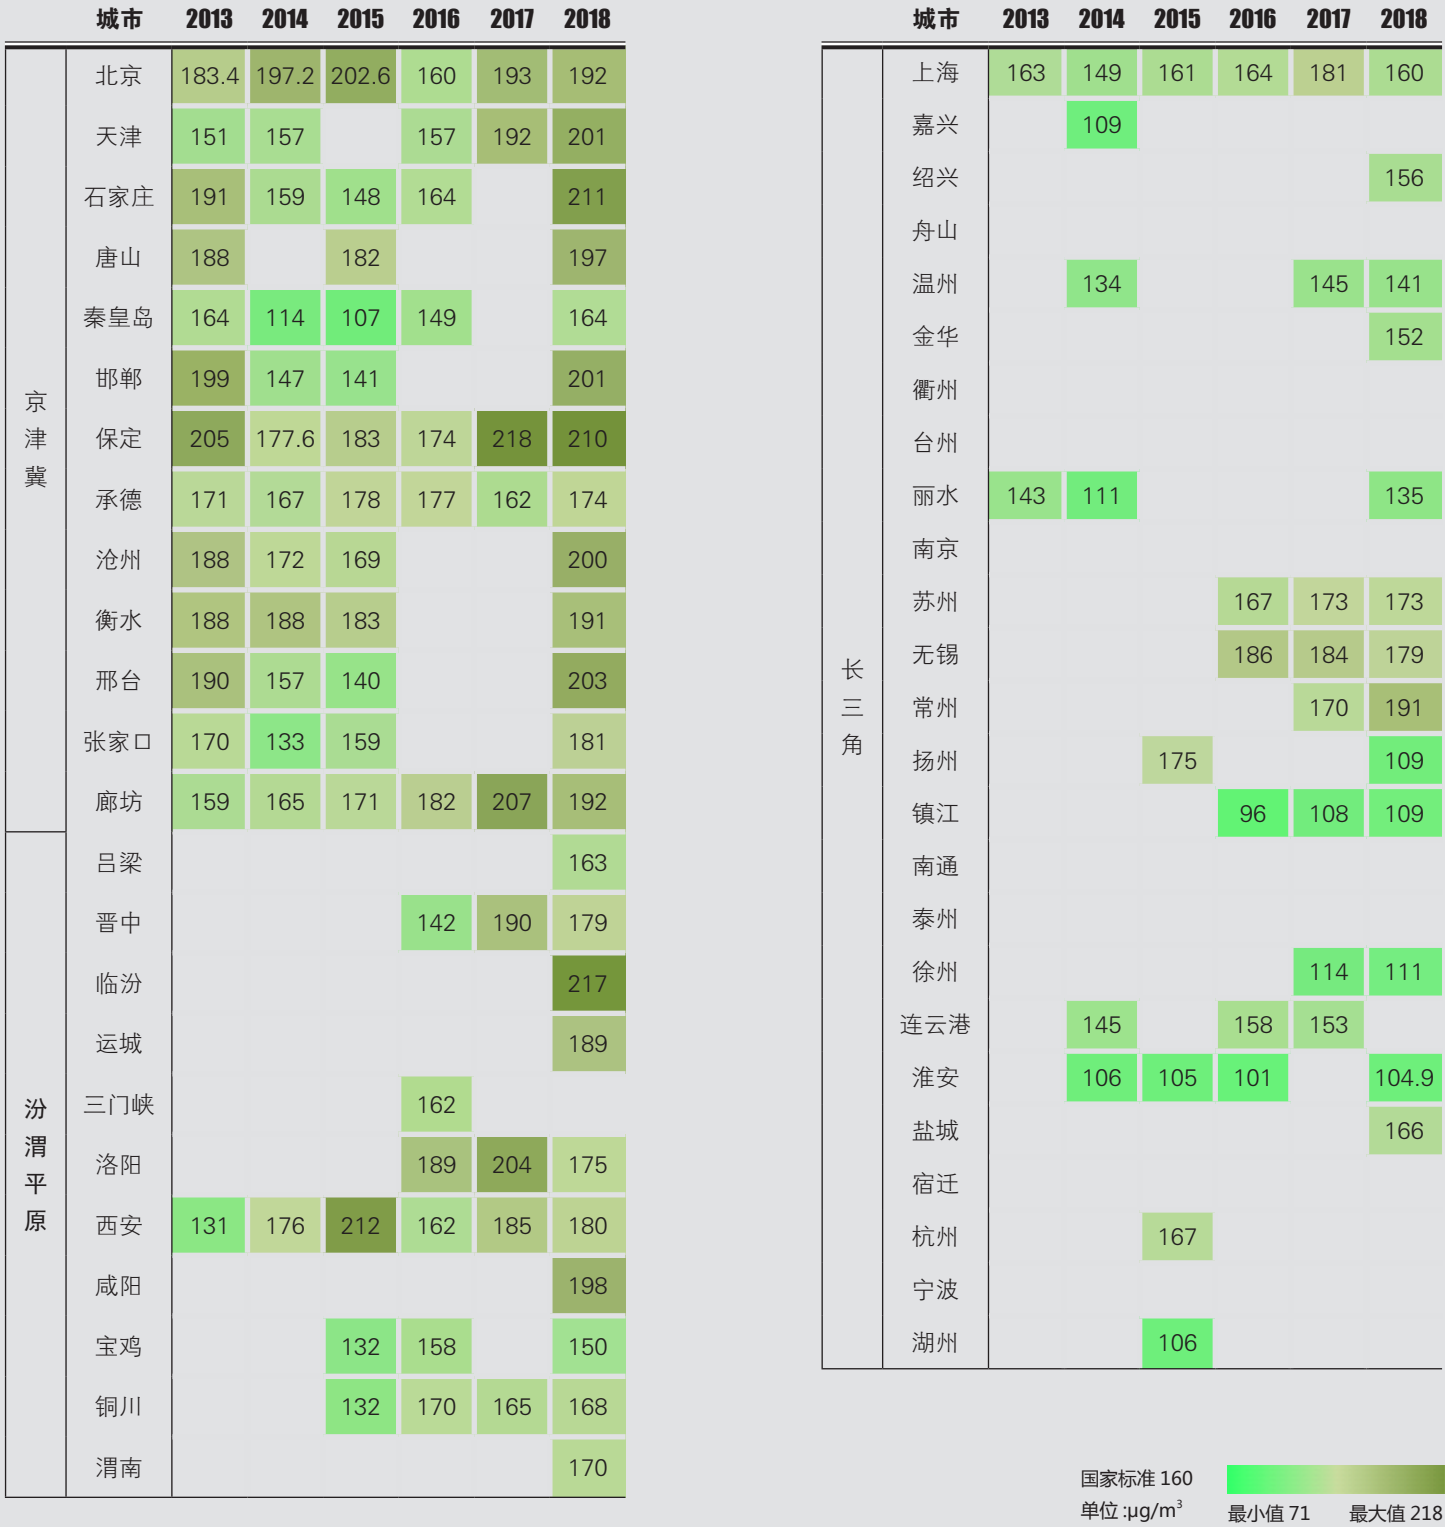 城市 2013 2014 2015 2016 2017 2018
京津冀
北京 183.4 197.2 202.6 160 193 192
天津 151 157 157 192 201
石家庄 191 159 148 164 211
唐山 188 182 197
秦皇岛 164 114 107 149 164
邯郸 199 147 141 201
保定 205 177.6 183 174 218 210
承德 171 167 178 177 162 174
沧州 188 172 169 200
衡水 188 188 183 191
邢台 190 157 140 203
张家口 170 133 159 181
廊坊 159 165 171 182 207 192
汾渭平原
吕梁 163
晋中 142 190 179
临汾 217
运城 189
三门峡 162
洛阳 189 204 175
西安 131 176 212 162 185 180
咸阳 198
宝鸡 132 158 150
铜川 132 170 165 168
渭南 170
城市 2013 2014 2015 2016 2017 2018
长三角
上海 163 149 161 164 181 160
嘉兴 109
绍兴 156
舟山
温州 134 145 141
金华 152
衢州
台州
丽水 143 111 135
南京
苏州 167 173 173
无锡 186 184 179
常州 170 191
扬州 175 109
镇江 96 108 109
南通
泰州
徐州 114 111
连云港 145 158 153
淮安 106 105 101 104.9
盐城 166
宿迁
杭州 167
宁波
湖州 106
国家标准 160
单位 :μg/m³
最小值 71 最大值 218